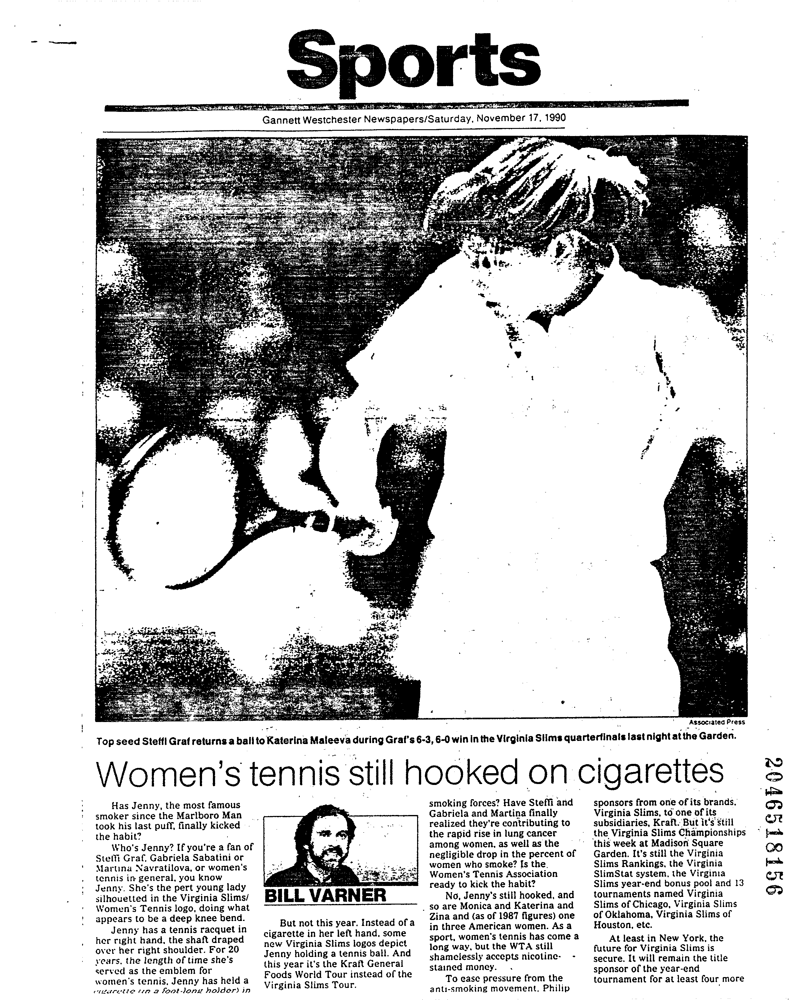 Sports
Gannett Westchester Newspapers/Saturday, November 17, 1990
Associated Press
Top seed Steffi Graf returns a ball to Katerina Maleeva during Graf's 6-3, 6-0 win in the Virginia Slims quarterfinals last night at the Garden.
Women's tennis still hooked on cigarettes
Has Jenny, the most famous
smoker since the Marlboro Man
took his last puff, finally kicked
the habit?
Who's Jenny? If you're a fan of
Steffi Graf, Gabriela Sabatini or
Martina Navratilova, or women's
tennis in general, you know
Jenny. She's the pert young lady
silhouetted in the Virginia Slims/
Women's Tennis logo, doing what
appears to be a deep knee bend.
Jenny has a tennis racquet in
her right hand, the shaft draped
over her right shoulder. For 20
years, the length of time she's
served as the emblem for
women's tennis, Jenny has held a
cigarette (in a foot-long holder) in
BILL VARNER
But not this year. Instead of a
cigarette in her left hand, some
new Virginia Slims logos depict
Jenny holding a tennis ball. And
this year it's the Kraft General
Foods World Tour instead of the
Virginia Slims Tour.
smoking forces? Have Steffi and
Gabriela and Martina finally
realized they're contributing to
the rapid rise in lung cancer
among women, as well as the
negligible drop in the percent of
women who smoke? Is the
Women's Tennis Association
ready to kick the habit?
No, Jenny's still hooked, and
so are Monica and Katerina and
Zina and (as of 1987 figures) one
in three American women. As a
sport, women's tennis has come a
long way, but the WTA still
shamelessly accepts nicotine-
stained money.
To ease pressure from the
anti-smoking movement, Philip
sponsors from one of its brands,
Virginia Slims, to one of its
subsidiaries, Kraft. But it's still
the Virginia Slims Championships
this week at Madison Square
Garden. It's still the Virginia
Slims Rankings, the Virginia
SlimStat system, the Virginia
Slims year-end bonus pool and 13
tournaments named Virginia
Slims of Chicago, Virginia Slims
of Oklahoma, Virginia Slims of
Houston, etc.
At least in New York, the
future for Virginia Slims is
secure. It will remain the title
sponsor of the year-end
tournament for at least four more
2046518156